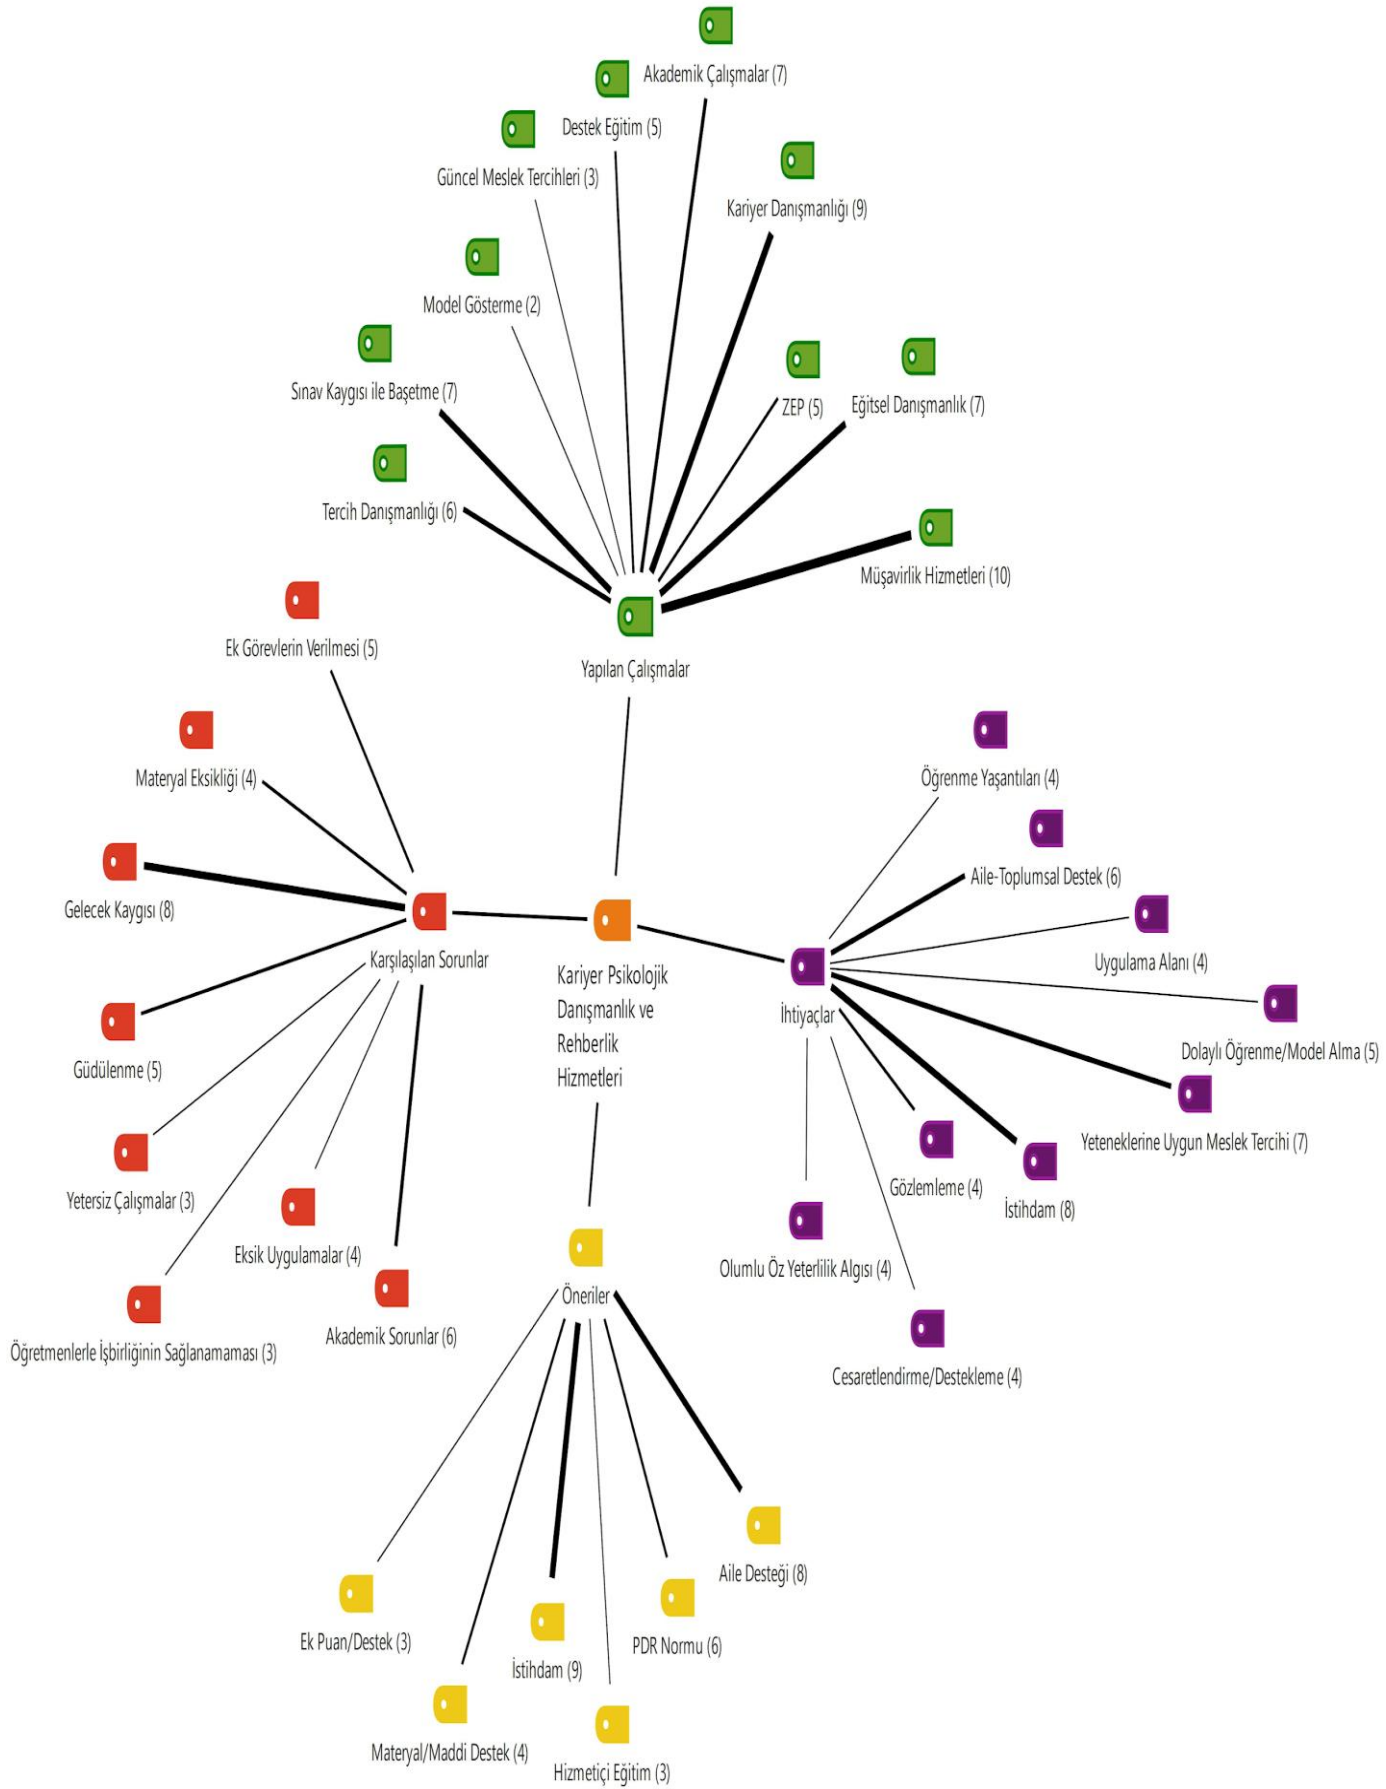 Akademik Çalışmalar (7)
Destek Eğitim (5)
Güncel Meslek Tercihleri (3)
Kariyer Danışmanlığı (9)
Model Gösterme (2)
Sınav Kaygısı ile Başetme (7)
ZEP (5)
Eğitsel Danışmanlık (7)
Tercih Danışmanlığı (6)
Müşavirlik Hizmetleri (10)
Yapılan Çalışmalar
Ek Görevlerin Verilmesi (5)
Materyal Eksikliği (4)
Gelecek Kaygısı (8)
Karşılaşılan Sorunlar
Güdülenme (5)
Yetersiz Çalışmalar (3)
Eksik Uygulamalar (4)
Akademik Sorunlar (6)
Öğretmenlerle İşbirliğinin Sağlanamaması (3)
Kariyer Psikolojik
Danışmanlık ve
Rehberlik
Hizmetleri
Öğrenme Yaşantıları (4)
Aile-Toplumsal Destek (6)
Uygulama Alanı (4)
İhtiyaçlar
Dolaylı Öğrenme/Model Alma (5)
Yeteneklerine Uygun Meslek Tercihi (7)
Gözlemleme (4)
İstihdam (8)
Olumlu Öz Yeterlilik Algısı (4)
Cesaretlendirme/Destekleme (4)
Öneriler
Aile Desteği (8)
Ek Puan/Destek (3)
PDR Normu (6)
İstihdam (9)
Materyal/Maddi Destek (4)
Hizmetiçi Eğitim (3)